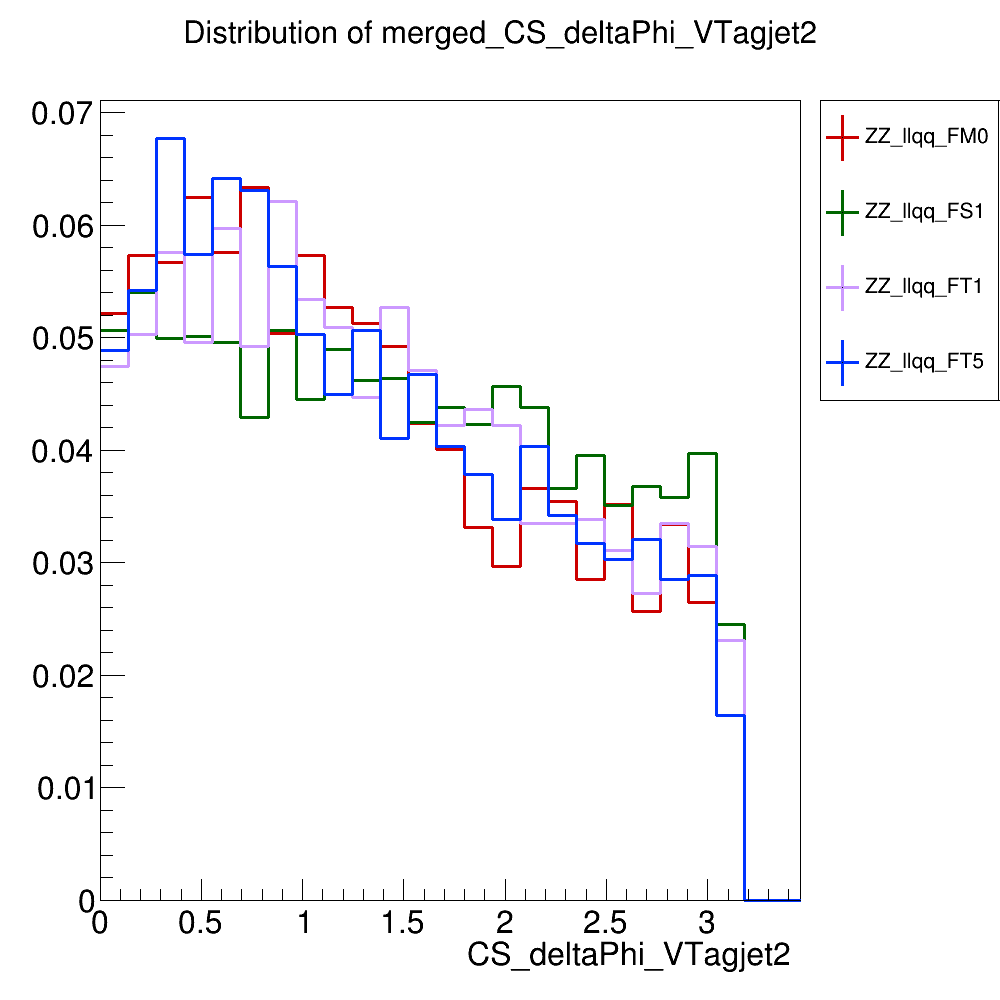 Distribution of merged_CS_deltaPhi_VTagjet2
0.07
0.06
0.05
0.04
0.03
0.02
0.01
0
0 0.5 1 1.5 2 2.5 3
CS_deltaPhi_VTagjet2
ZZ_llqq_FM0
ZZ_llqq_FS1
ZZ_llqq_FT1
ZZ_llqq_FT5